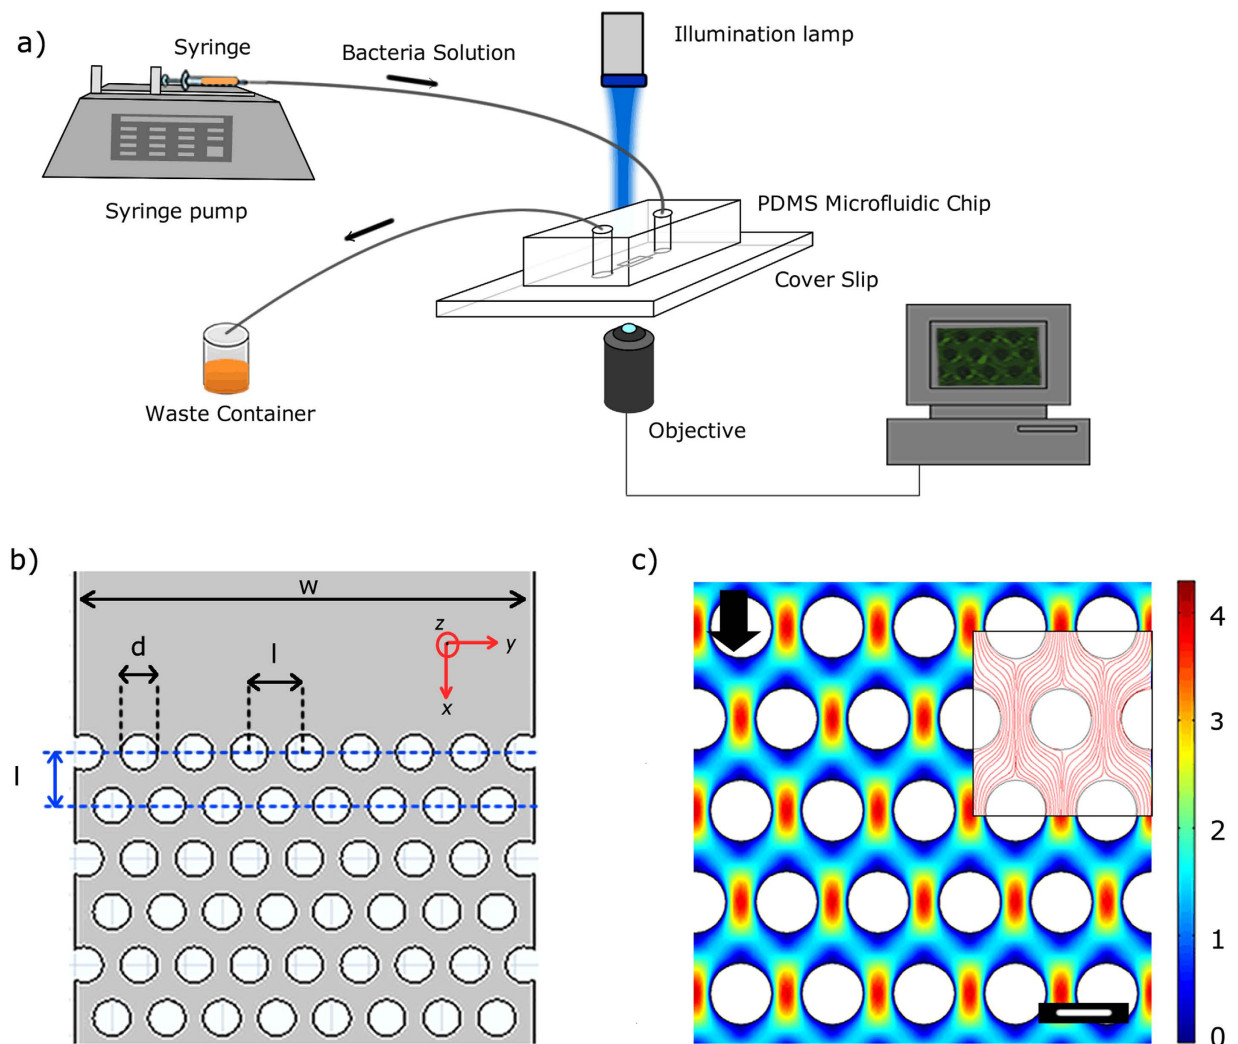 a)
Syringe
Bacteria Solution
Illumination lamp
Syringe pump
PDMS Microfluidic Chip
Cover Slip
Waste Container
Objective
b)
w
z
y
x
d
l
l
c)
4
3
2
1
0